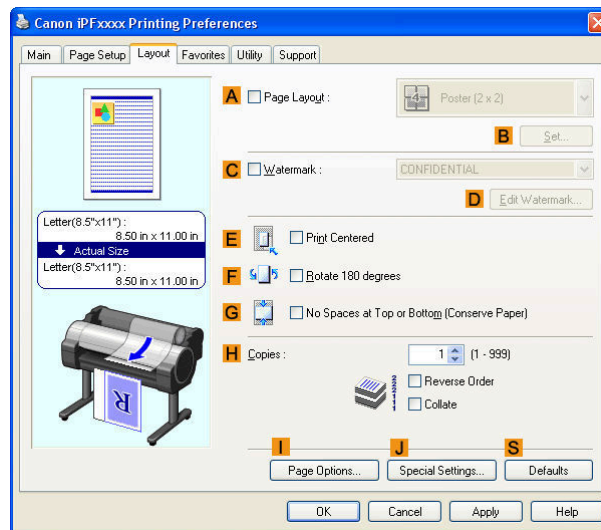 Canon iPFxxxx Printing Preferences
Main Page Setup Layout Favorites Utility Support
A Page Layout : 4 Poster (2 x 2)
B Set...
C Watermark : CONFIDENTIAL
D Edit Watermark...
Letter(8.5"x11") :
8.50 in x 11.00 in
Actual Size
Letter(8.5"x11") :
8.50 in x 11.00 in
E Print Centered
F Rotate 180 degrees
G No Spaces at Top or Bottom (Conserve Paper)
H Copies : 1 (1 - 999)
Reverse Order
Collate
R
I J S
Page Options... Special Settings... Defaults
OK Cancel Apply Help